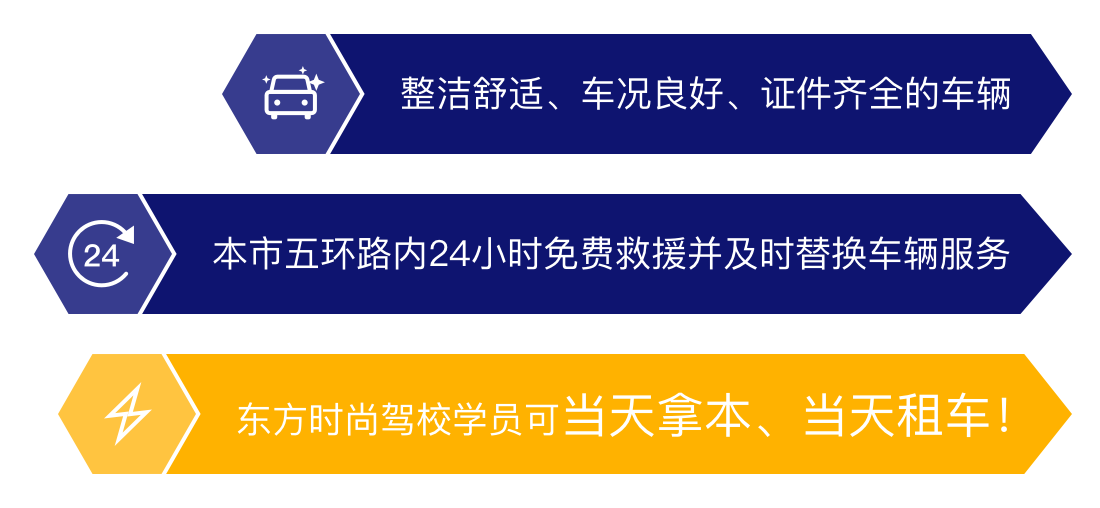 整洁舒适、车况良好、证件齐全的车辆
24
本市五环路内24小时免费救援并及时替换车辆服务
东方时尚驾校学员可当天拿本、当天租车！